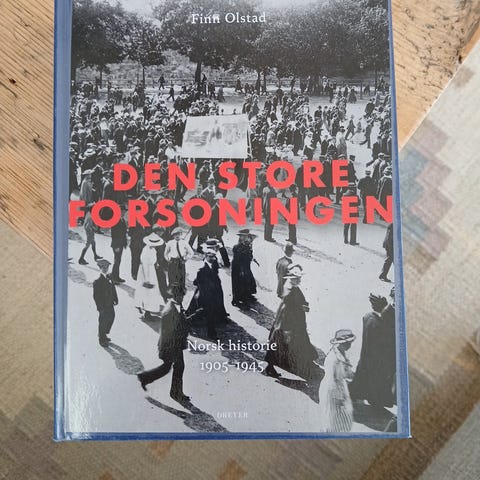 Finn Olstad
DEN STORE
FORSONINGEN
Norsk historie
1905–1945
DREYER